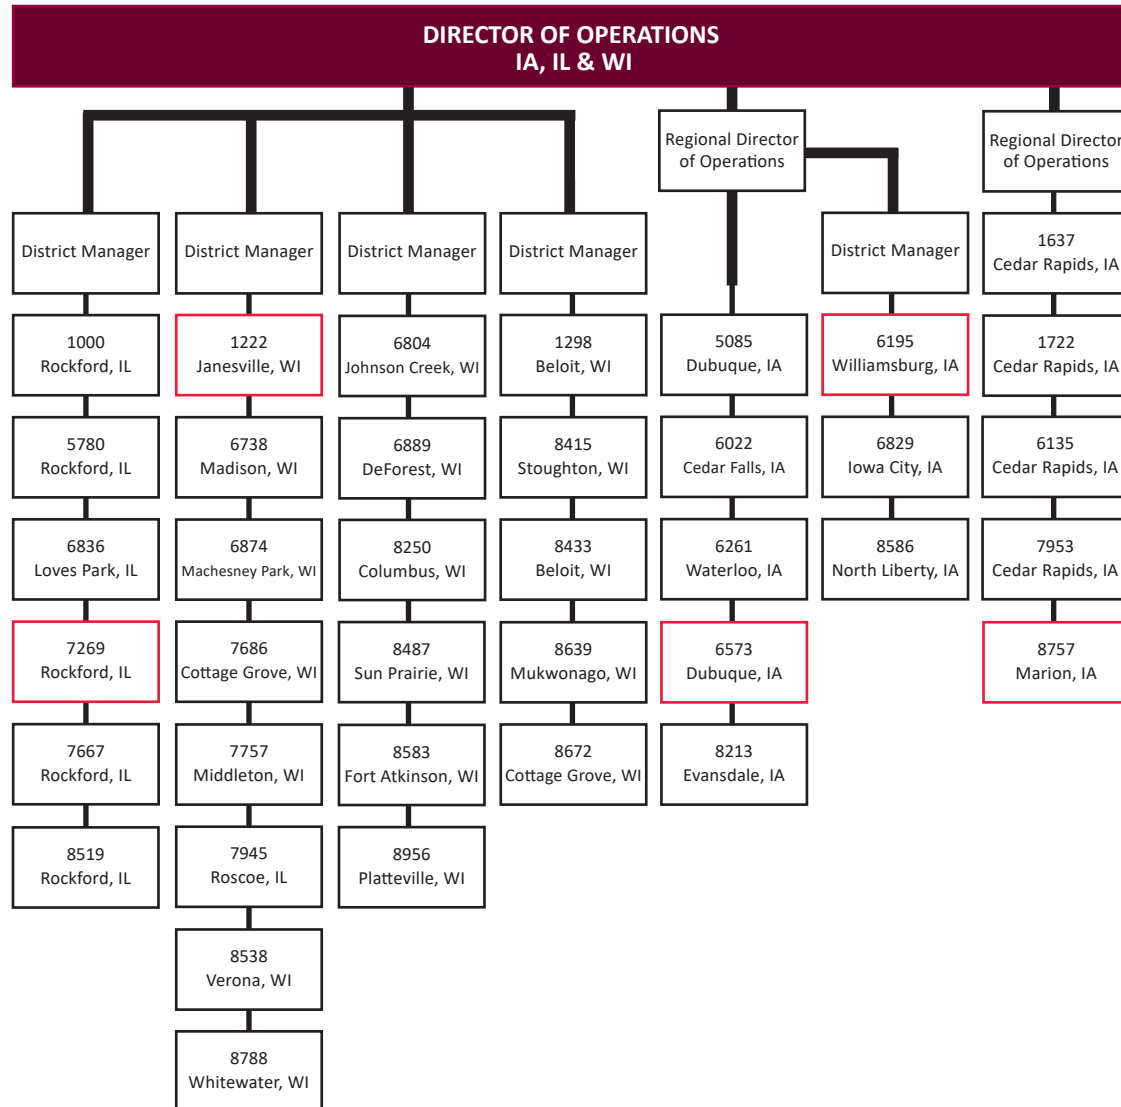 DIRECTOR OF OPERATIONS
IA, IL & WI
District Manager
1000
Rockford, IL
5780
Rockford, IL
6836
Loves Park, IL
7269
Rockford, IL
7667
Rockford, IL
8519
Rockford, IL
District Manager
1222
Janesville, WI
6738
Madison, WI
6874
Machesney Park, WI
7686
Cottage Grove, WI
7757
Middleton, WI
7945
Roscoe, IL
8538
Verona, WI
8788
Whitewater, WI
District Manager
6804
Johnson Creek, WI
6889
DeForest, WI
8250
Columbus, WI
8487
Sun Prairie, WI
8583
Fort Atkinson, WI
8956
Platteville, WI
District Manager
1298
Beloit, WI
8415
Stoughton, WI
8433
Beloit, WI
8639
Mukwonago, WI
8672
Cottage Grove, WI
Regional Director
of Operations
5085
Dubuque, IA
6022
Cedar Falls, IA
6261
Waterloo, IA
6573
Dubuque, IA
8213
Evansdale, IA
District Manager
6195
Williamsburg, IA
6829
Iowa City, IA
8586
North Liberty, IA
Regional Director
of Operations
1637
Cedar Rapids, IA
1722
Cedar Rapids, IA
6135
Cedar Rapids, IA
7953
Cedar Rapids, IA
8757
Marion, IA